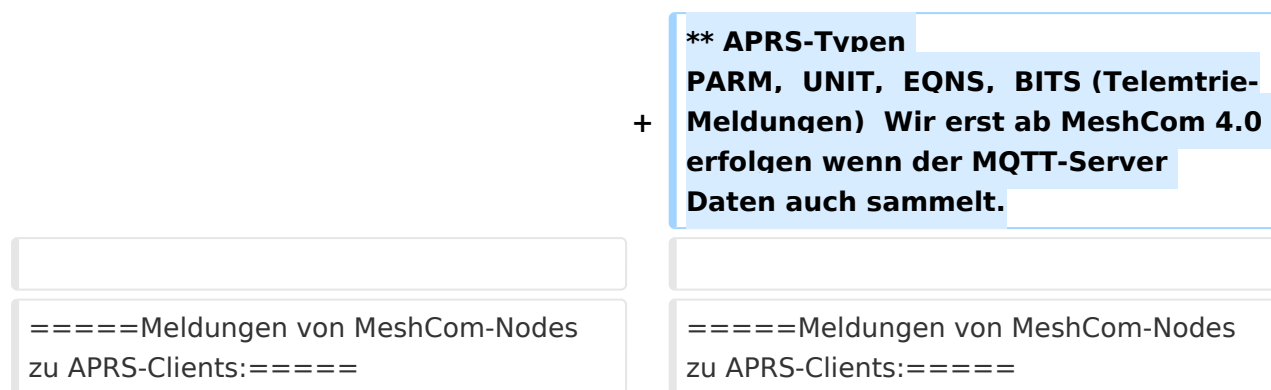 ** APRS-Typen
PARM,  UNIT,  EQNS,  BITS (Telemtrie-
+ Meldungen)  Wir erst ab MeshCom 4.0
erfolgen wenn der MQTT-Server
Daten auch sammelt.
=====Meldungen von MeshCom-Nodes
zu APRS-Clients:=====
=====Meldungen von MeshCom-Nodes
zu APRS-Clients:=====